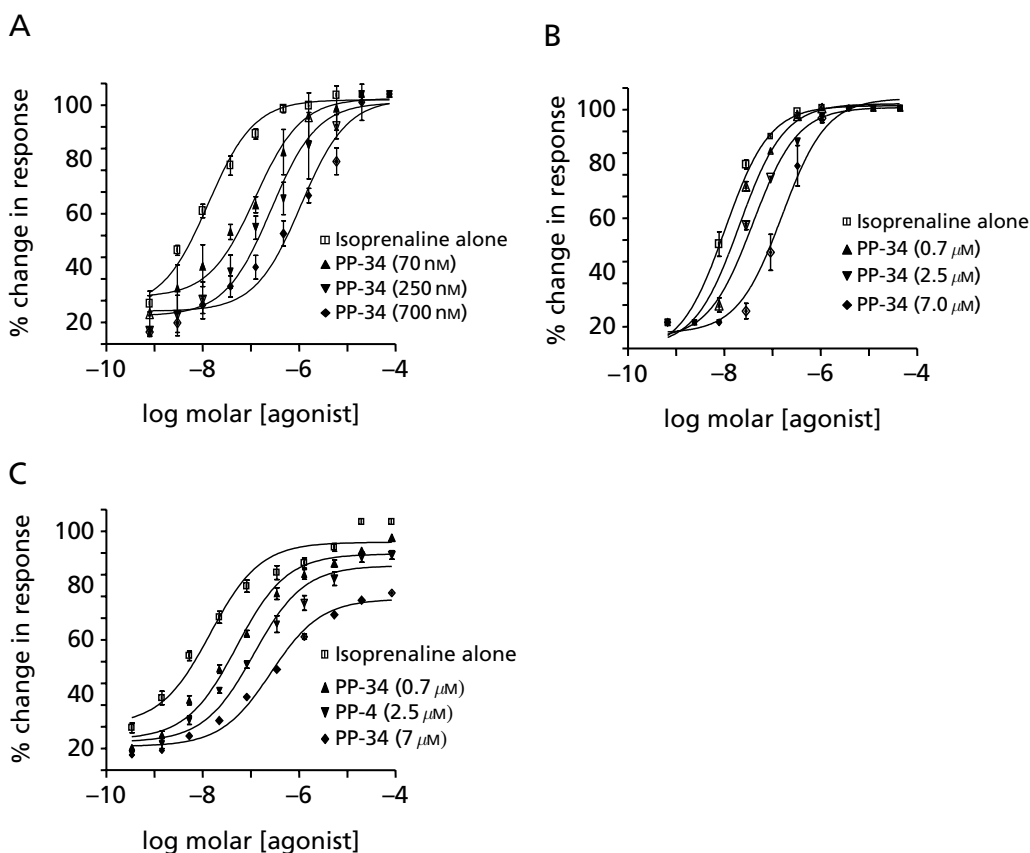 A
% change in response
100
80
60
40
20
Isoprenaline alone
PP-34 (70 nM)
PP-34 (250 nM)
PP-34 (700 nM)
–10
–8
–6
–4
log molar [agonist]
B
% change in response
100
80
60
40
20
Isoprenaline alone
PP-34 (0.7 μM)
PP-34 (2.5 μM)
PP-34 (7.0 μM)
–10
–8
–6
–4
log molar [agonist]
C
% change in response
100
80
60
40
20
Isoprenaline alone
PP-34 (0.7 μM)
PP-4 (2.5 μM)
PP-34 (7 μM)
–10
–8
–6
–4
log molar [agonist]